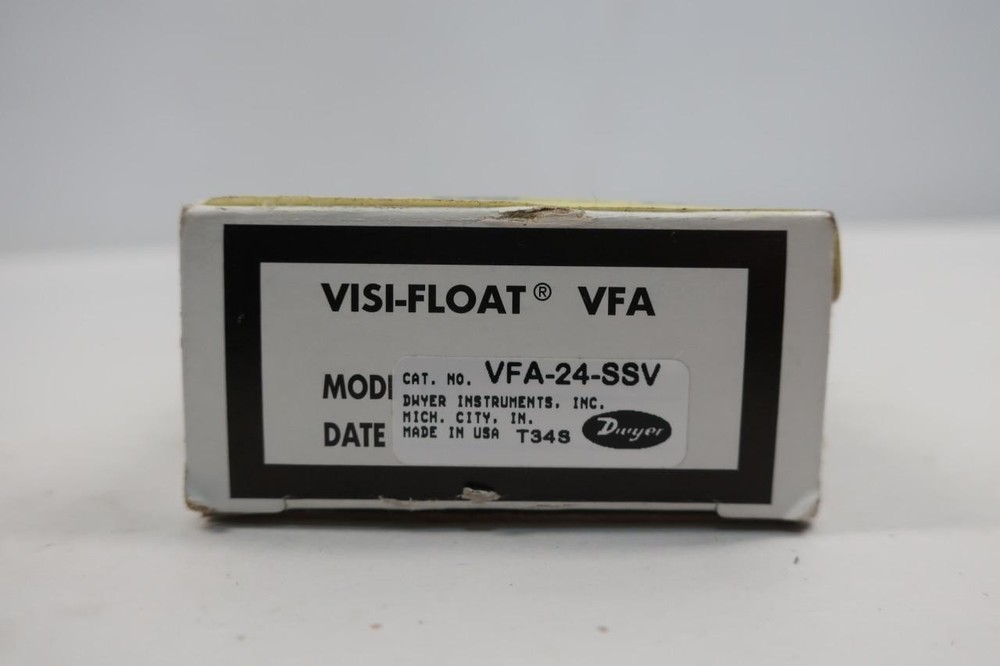 VISI-FLOAT® VFA
MODE
CAT. NO. VFA-24-SSV
DWYER INSTRUMENTS, INC.
MICH. CITY, IN.
DATE
MADE IN USA T34S
Dwyer